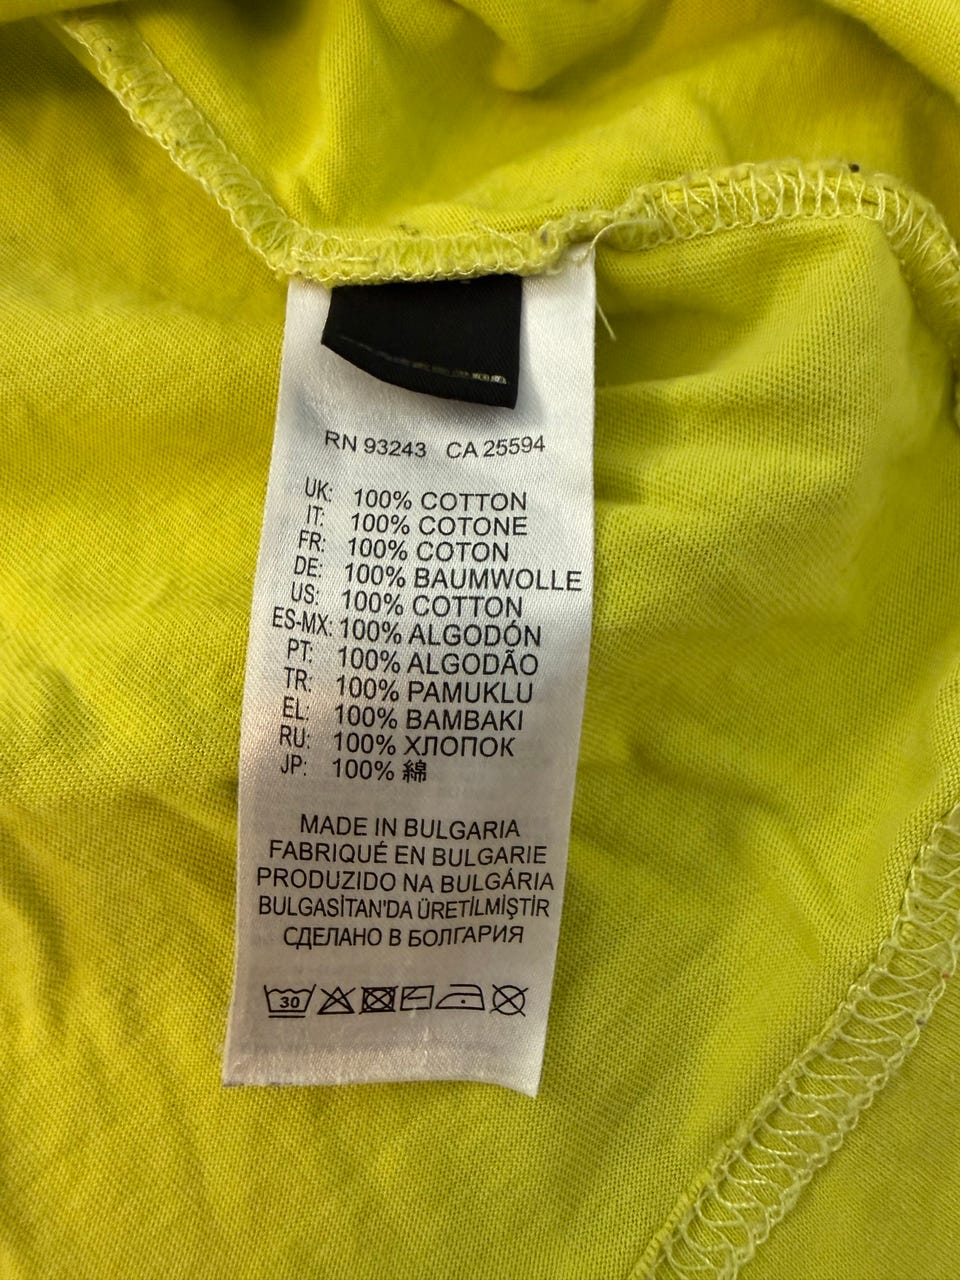 RN 93243 CA 25594
UK: 100% COTTON
IT: 100% COTONE
FR: 100% COTON
DE: 100% BAUMWOLLE
US: 100% COTTON
ES-MX: 100% ALGODÓN
PT: 100% ALGODÃO
TR: 100% PAMUKLU
EL: 100% BAMBAKI
RU: 100% ХЛОПОК
JP: 100% 綿
MADE IN BULGARIA
FABRIQUÉ EN BULGARIE
PRODUZIDO NA BULGÁRIA
BULGASİTAN'DA ÜRETİLMİŞTİR
СДЕЛАНО В БОЛГАРИЯ
30